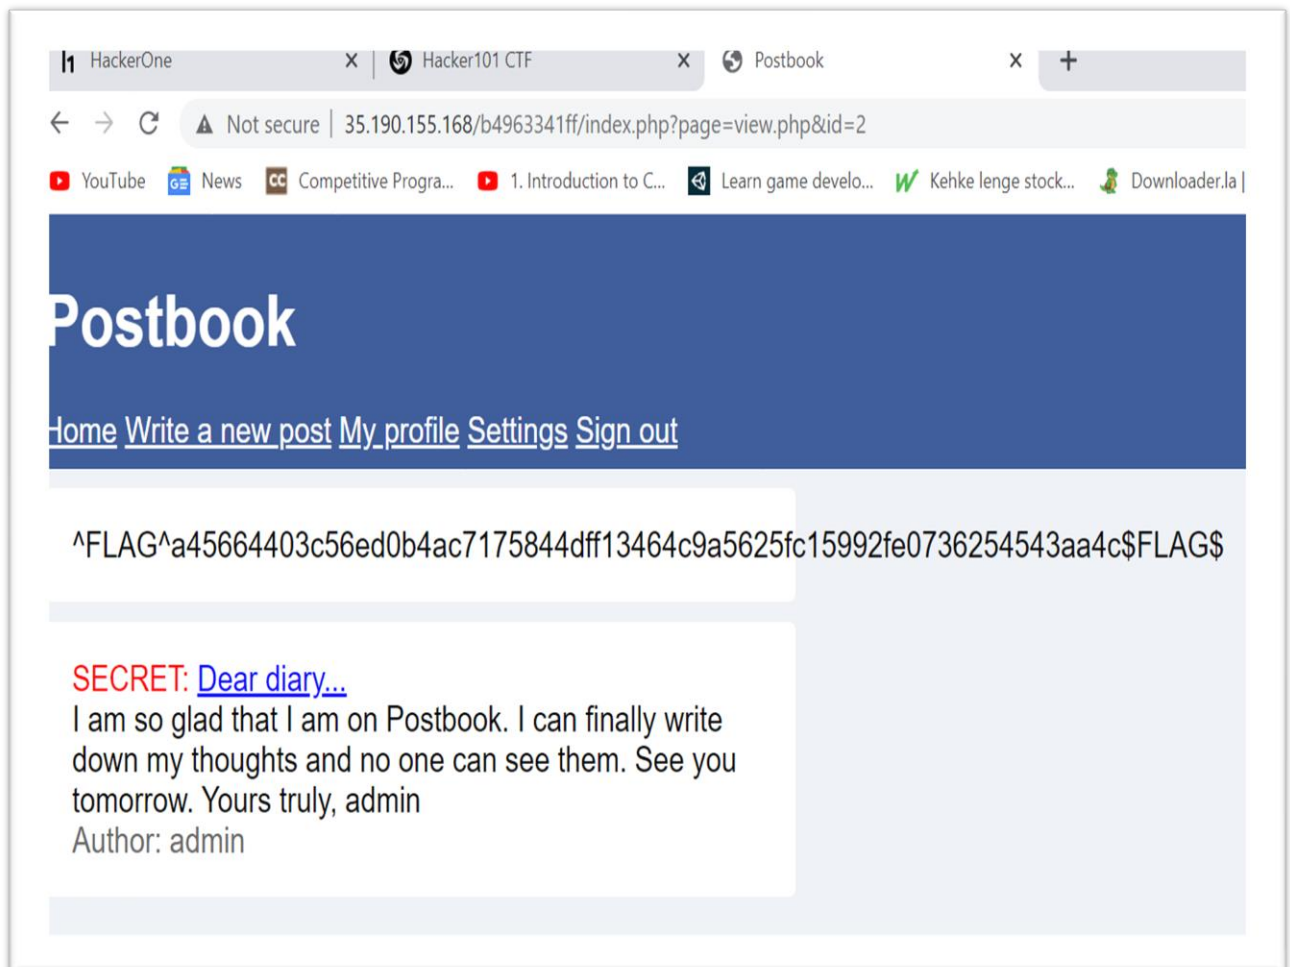 HackerOne Hacker101 CTF Postbook
Not secure | 35.190.155.168/b4963341ff/index.php?page=view.php&id=2
YouTube News CC Competitive Progra... 1. Introduction to C... Learn game develo... Kehke lenge stock... Downloader.la |
Postbook
Home Write a new post My profile Settings Sign out
^FLAG^a45664403c56ed0b4ac7175844dff13464c9a5625fc15992fe0736254543aa4c$FLAG$
SECRET: Dear diary...
I am so glad that I am on Postbook. I can finally write
down my thoughts and no one can see them. See you
tomorrow. Yours truly, admin
Author: admin